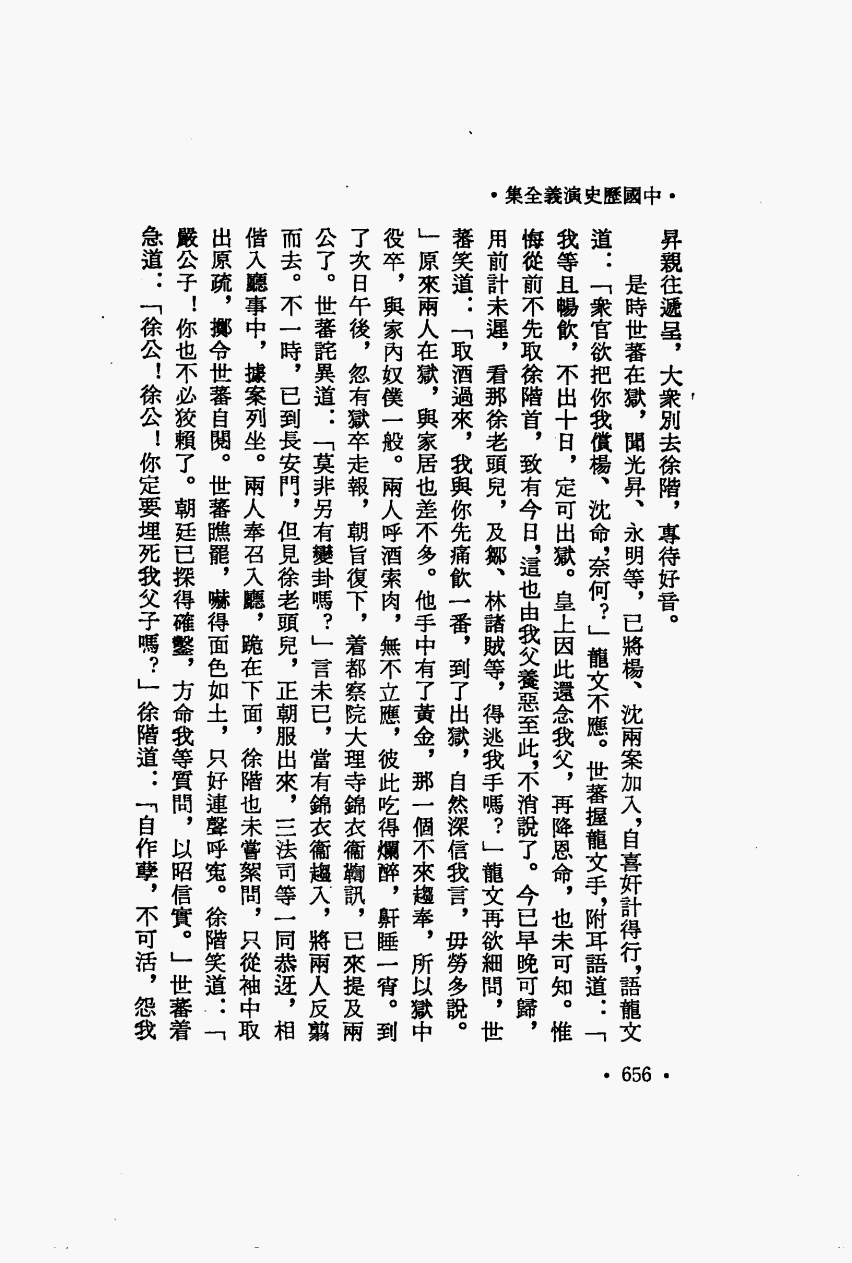 •中國歷史演義全集•
昇親往遞呈，大衆別去徐階，專待好音。
是時世蕃在獄，聞光昇、永明等，已將楊、沈兩案加入，自喜奸計得行，語龍文
道：「衆官欲把你我償楊、沈命，奈何？」龍文不應。世蕃握龍文手，附耳語道：「
我等且暢飲，不出十日，定可出獄。皇上因此還念我父，再降恩命，也未可知。惟
悔從前不先取徐階首，致有今日，這也由我父養惡至此，不消說了。今已早晚可歸，
用前計未遲，看那徐老頭兒，及鄒、林諸賊等，得逃我手嗎？」龍文再欲細問，世
蕃笑道：「取酒過來，我與你先痛飲一番，到了出獄，自然深信我言，毋勞多說。
」原來兩人在獄，與家居也差不多。他手中有了黃金，那一個不來趨奉，所以獄中
役卒，與家內奴僕一般。兩人呼酒索肉，無不立應，彼此吃得爛醉，鼾睡一宵。到
了次日午後，忽有獄卒走報，朝旨復下，着都察院大理寺錦衣衞鞫訊，已來提及兩
公了。世蕃詫異道：「莫非另有變卦嗎？」言未已，當有錦衣衞趨入，將兩人反翦
而去。不一時，已到長安門，但見徐老頭兒，正朝服出來，三法司等一同恭迓，相
偕入廳事中，據案列坐。兩人奉召入廳，跪在下面，徐階也未嘗絮問，只從袖中取
出原疏，擲令世蕃自閱。世蕃瞧罷，嚇得面色如土，只好連聲呼寃。徐階笑道：「
嚴公子！你也不必狡賴了。朝廷已探得確鑿，方命我等質問，以昭信實。」世蕃着
急道：「徐公！徐公！你定要埋死我父子嗎？」徐階道：「自作孽，不可活，怨我
•656•